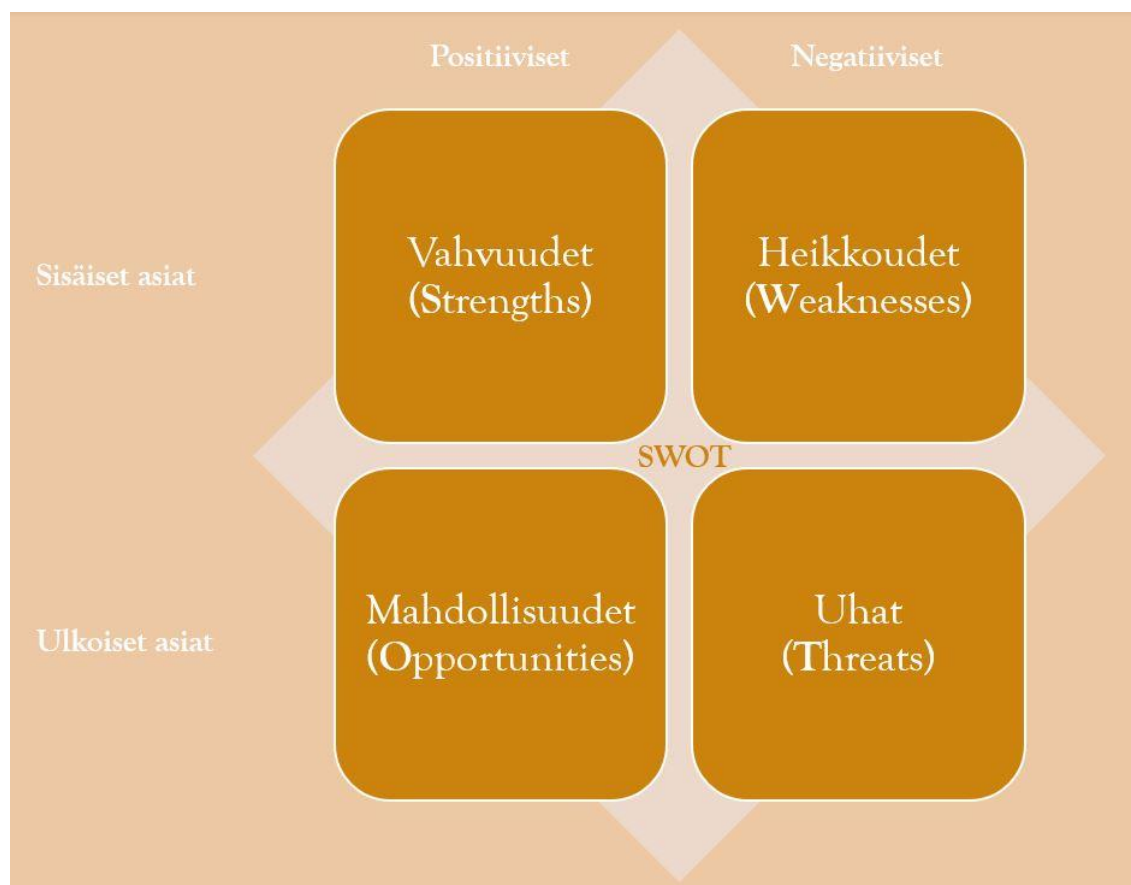 Positiiviset
Negatiiviset
Sisäiset asiat
Vahvuudet
(Strengths)
Heikkoudet
(Weaknesses)
SWOT
Ulkoiset asiat
Mahdollisuudet
(Opportunities)
Uhat
(Threats)